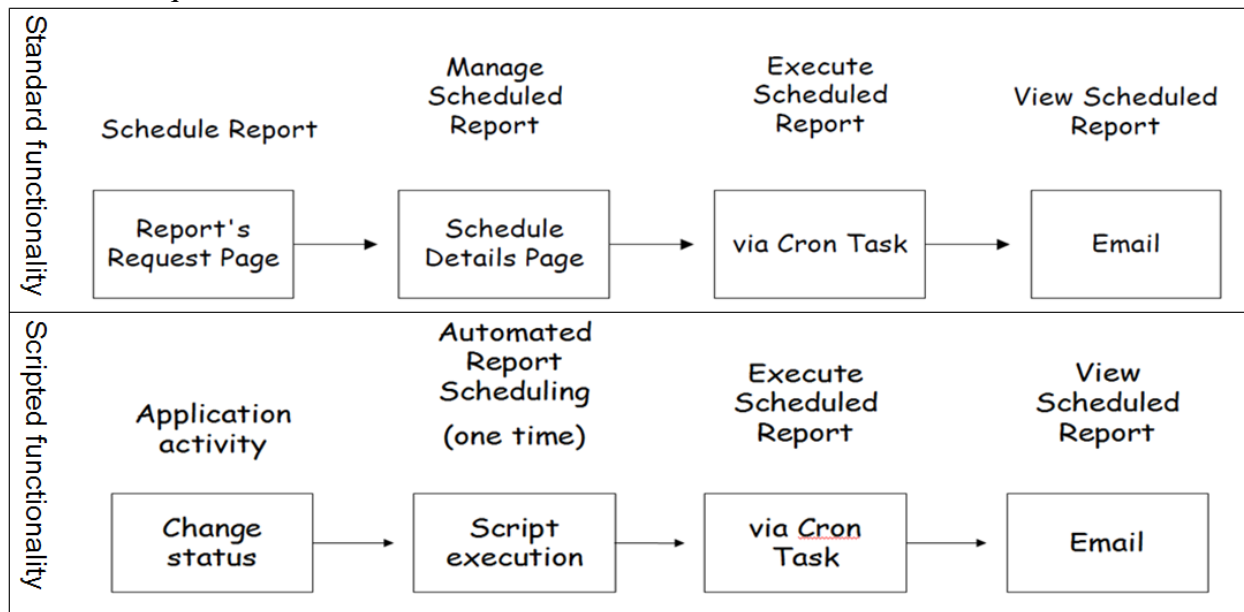 Standard functionality
Schedule Report
Manage
Scheduled
Report
Execute
Scheduled
Report
View Scheduled
Report
Report's
Request Page
Schedule
Details Page
via Cron Task
Email
Scripted functionality
Application
activity
Automated
Report
Scheduling
(one time)
Execute
Scheduled
Report
View
Scheduled
Report
Change
status
Script
execution
via Cron
Task
Email